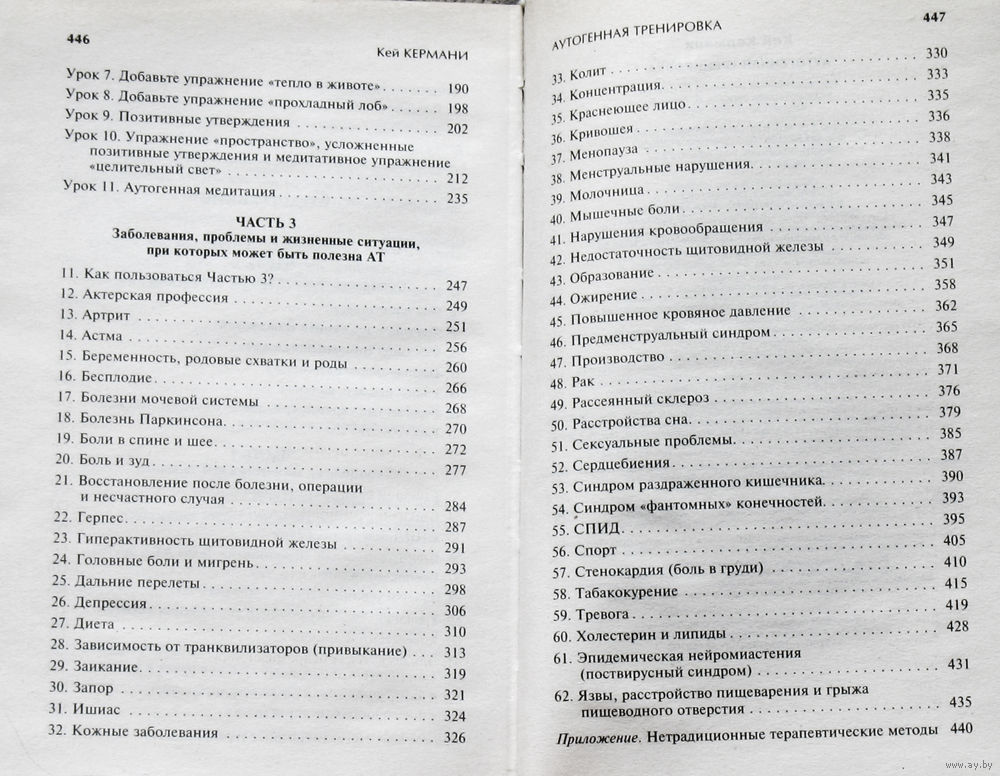 446
Кей КЕРМАНИ
Урок 7. Добавьте упражнение «тепло в животе» ...... 190
Урок 8. Добавьте упражнение «прохладный лоб» ...... 198
Урок 9. Позитивные утверждения ...... 202
Урок 10. Упражнение «пространство», усложненные
позитивные утверждения и медитативное упражнение
«целительный свет» ...... 212
Урок 11. Аутогенная медитация ...... 235
ЧАСТЬ 3
Заболевания, проблемы и жизненные ситуации,
при которых может быть полезна АТ
11. Как пользоваться Частью 3? ...... 247
12. Актерская профессия ...... 249
13. Артрит ...... 251
14. Астма ...... 256
15. Беременность, родовые схватки и роды ...... 260
16. Бесплодие ...... 266
17. Болезни мочевой системы ...... 268
18. Болезнь Паркинсона ...... 270
19. Боли в спине и шее ...... 272
20. Боль и зуд ...... 277
21. Восстановление после болезни, операции
и несчастного случая ...... 284
22. Герпес ...... 287
23. Гиперактивность щитовидной железы ...... 291
24. Головные боли и мигрень ...... 293
25. Дальние перелеты ...... 298
26. Депрессия ...... 306
27. Диета ...... 310
28. Зависимость от транквилизаторов (привыкание) ...... 313
29. Заикание ...... 319
30. Запор ...... 321
31. Ишиас ...... 324
32. Кожные заболевания ...... 326
АУТОГЕННАЯ ТРЕНИРОВКА
447
33. Колит ...... 330
34. Концентрация ...... 333
35. Краснеющее лицо ...... 335
36. Кривошея ...... 336
37. Менопауза ...... 338
38. Менструальные нарушения ...... 341
39. Молочница ...... 343
40. Мышечные боли ...... 345
41. Нарушения кровообращения ...... 347
42. Недостаточность щитовидной железы ...... 349
43. Образование ...... 351
44. Ожирение ...... 358
45. Повышенное кровяное давление ...... 362
46. Предменструальный синдром ...... 365
47. Производство ...... 368
48. Рак ...... 371
49. Рассеянный склероз ...... 376
50. Расстройства сна ...... 379
51. Сексуальные проблемы ...... 385
52. Сердцебиения ...... 387
53. Синдром раздраженного кишечника ...... 390
54. Синдром «фантомных» конечностей ...... 393
55. СПИД ...... 395
56. Спорт ...... 405
57. Стенокардия (боль в груди) ...... 410
58. Табакокурение ...... 415
59. Тревога ...... 419
60. Холестерин и липиды ...... 428
61. Эпидемическая нейромиастения
(поствирусный синдром) ...... 431
62. Язвы, расстройство пищеварения и грыжа
пищеводного отверстия ...... 435
Приложение. Нетрадиционные терапевтические методы 440
www.ay.by